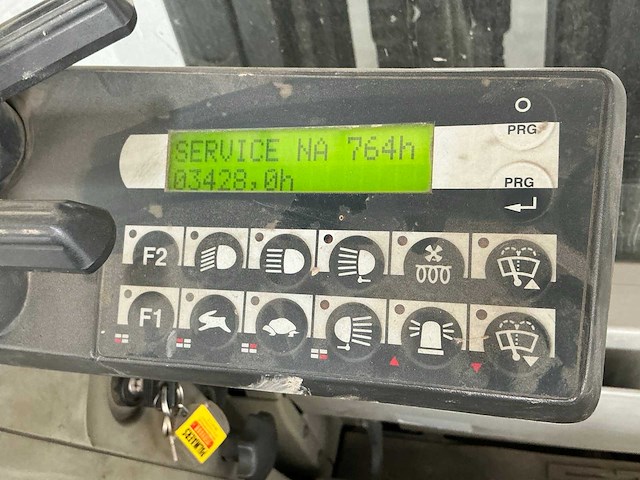 SERVICE NA 764h
03428,0h
PRG
PRG
F2
F1